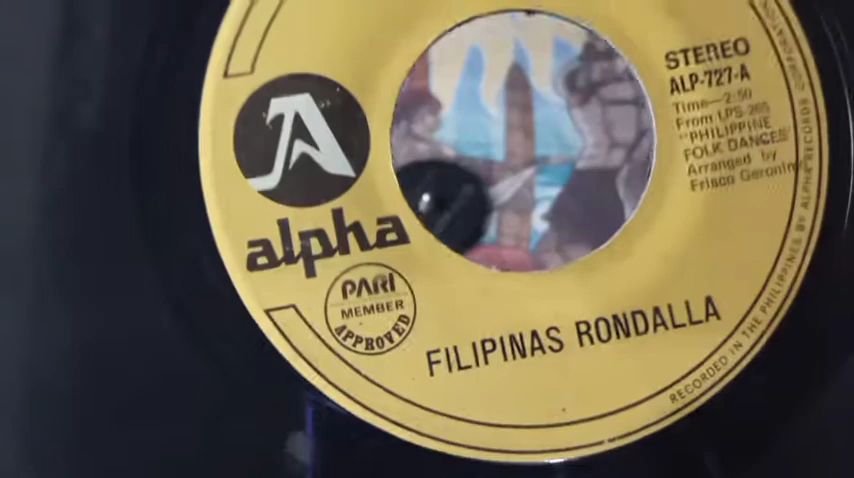 alpha
PARI
MEMBER
APPROVED
STEREO
ALP-727-A
Time—2:50
From LPS-265
"PHILIPPINE
FOLK DANCES"
Arranged by
Frisco Geronimo
FILIPINAS RONDALLA
RECORDED IN THE PHILIPPINES BY ALPHA RECORDS CORPORATION